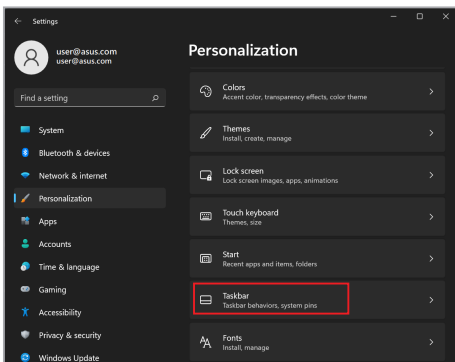 Settings
user@asus.com
user@asus.com
Find a setting
System
Bluetooth & devices
Network & internet
Personalization
Apps
Accounts
Time & language
Gaming
Accessibility
Privacy & security
Windows Update
Personalization
Colors
Accent color, transparency effects, color theme
Themes
Install, create, manage
Lock screen
Lock screen images, apps, animations
Touch keyboard
Themes, size
Start
Recent apps and items, folders
Taskbar
Taskbar behaviors, system pins
Fonts
Install, manage